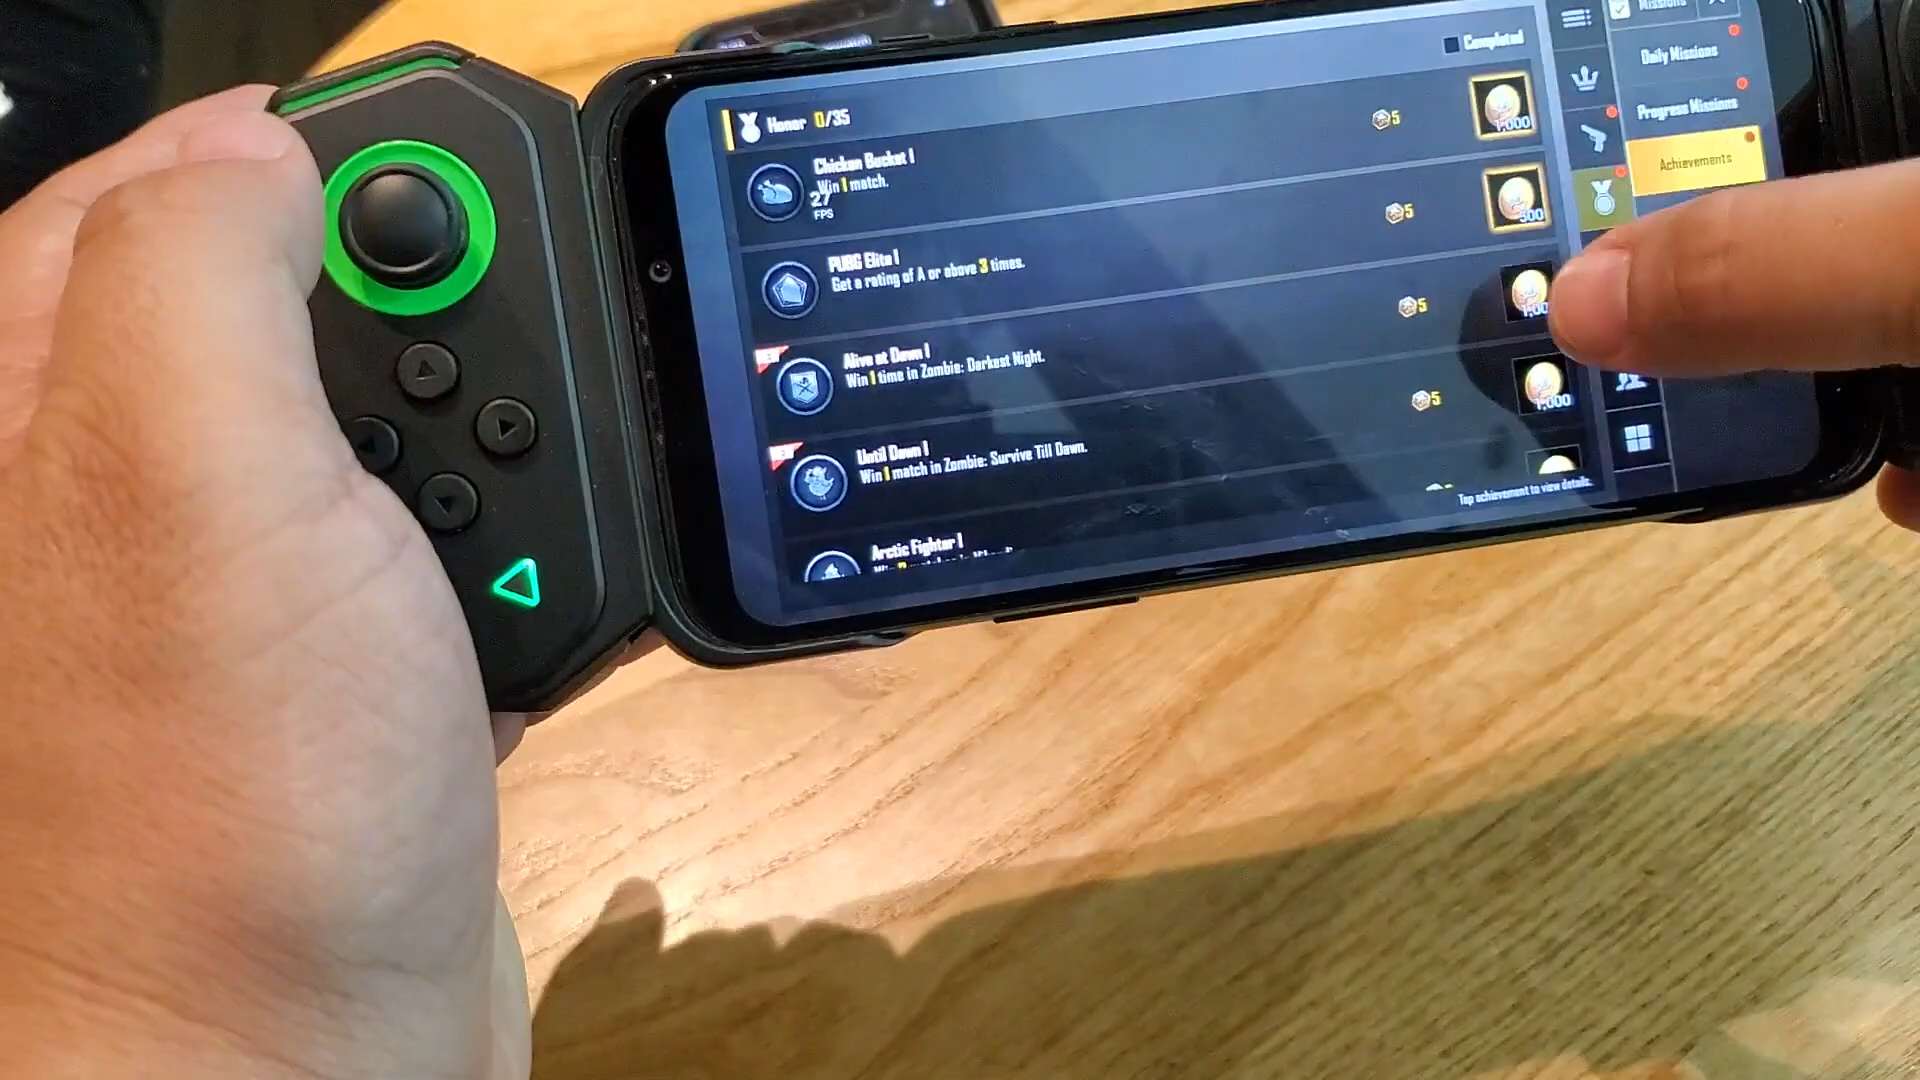 Completed
Missions
Daily Missions
Progress Missions
Achievements
Honor 0/35
Chicken Bucket I
Win 1 match.
5
1,000
27
FPS
PUBG Elite I
Get a rating of A or above 3 times.
5
500
NEW
Alive at Dawn I
Win 1 time in Zombie: Darkest Night.
5
NEW
Until Dawn I
Win 1 match in Zombie: Survive Till Dawn.
5
1,000
Arctic Fighter I
Tap achievement to view details.